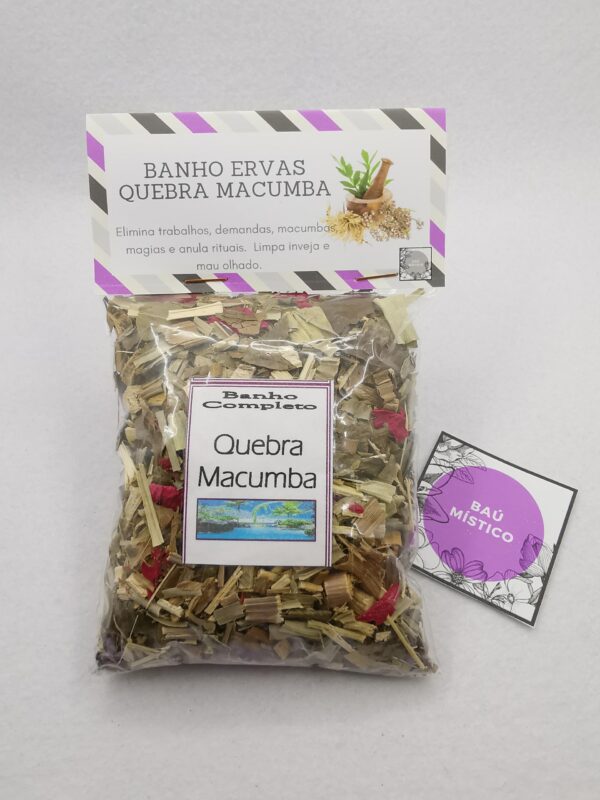 BANHO ERVAS
QUEBRA MACUMBA
Elimina trabalhos, demandas, macumbas
magias e anula rituais. Limpa inveja e
mau olhado.
Banho
Completo
Quebra
Macumba
BAÚ
MÍSTICO